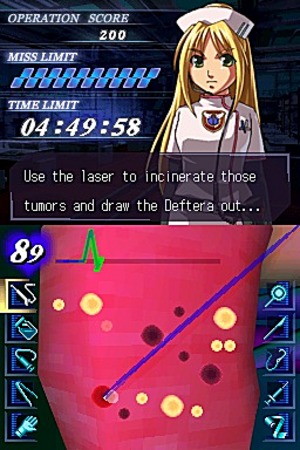 OPERATION SCORE
200
MISS LIMIT
TIME LIMIT
04:49:58
Use the laser to incinerate those
tumors and draw the Deftera out...
89